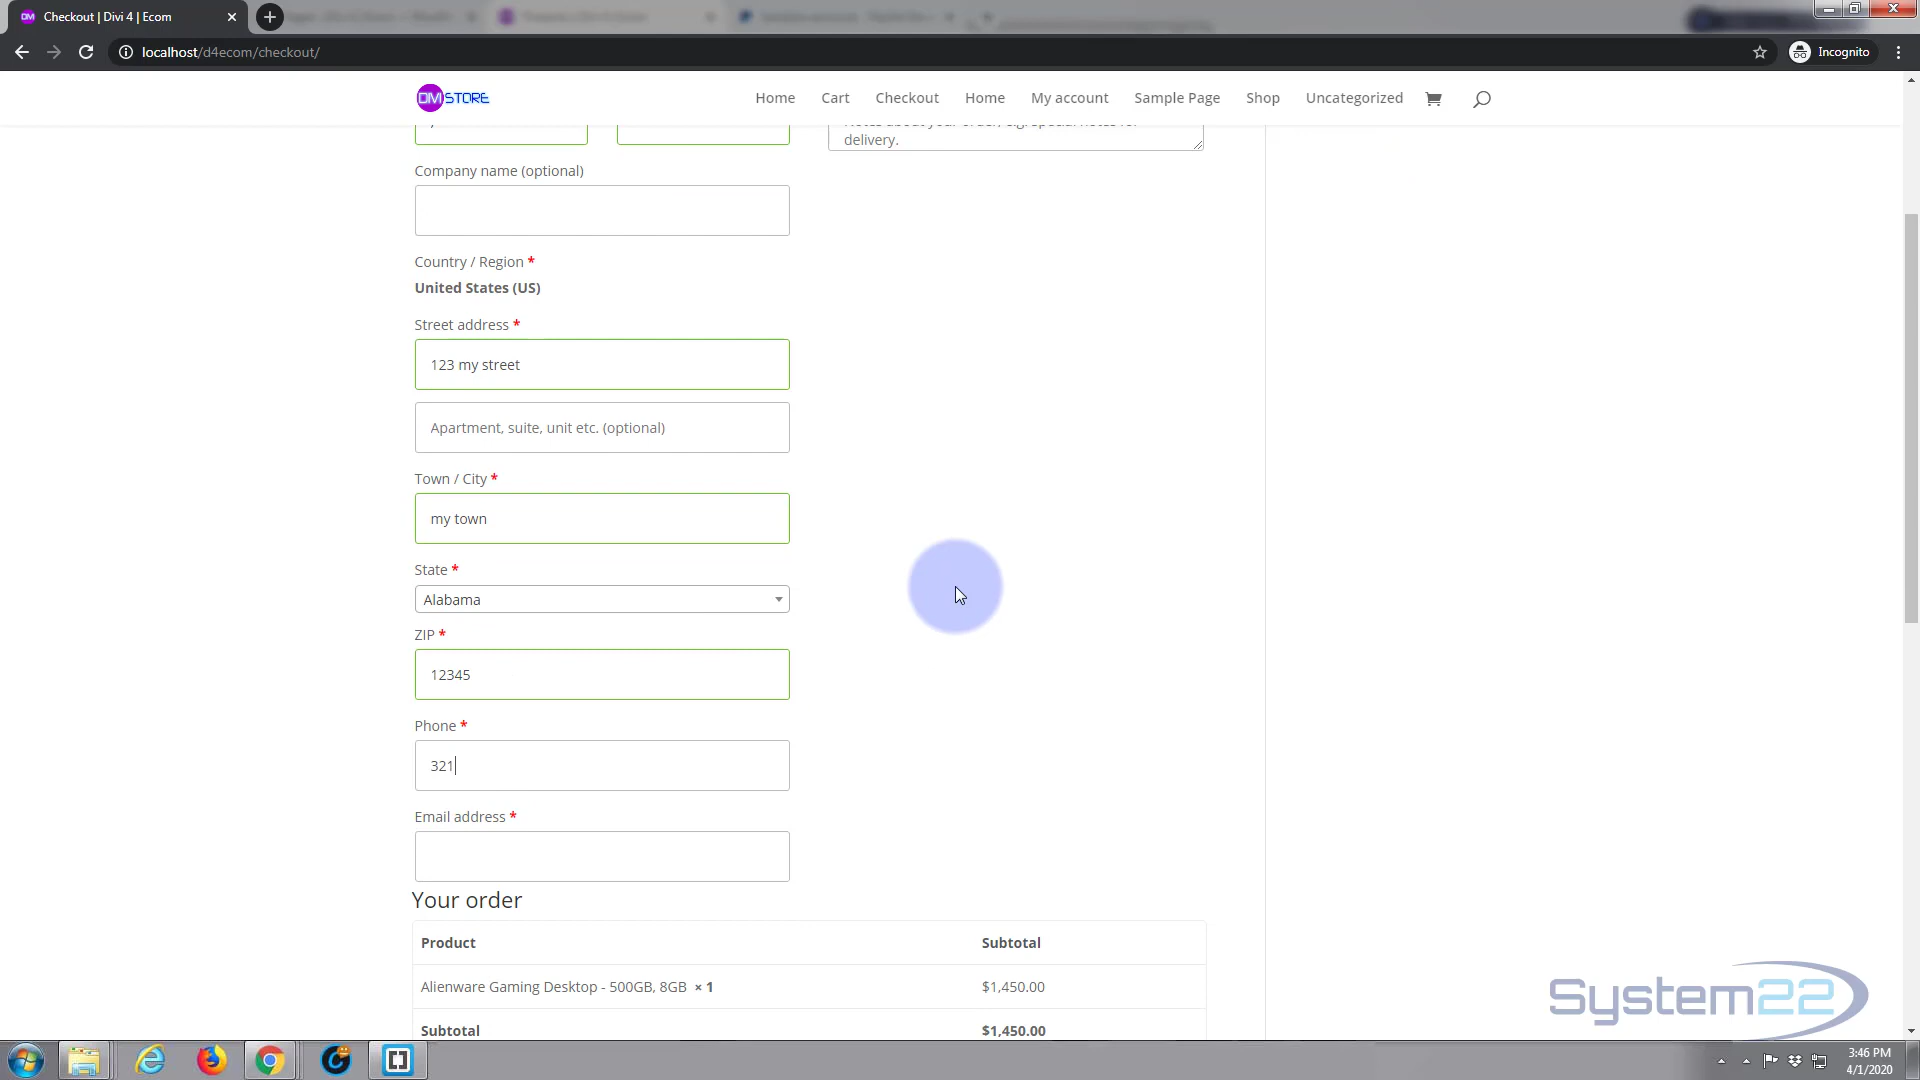 Checkout | Divi 4 | Ecom
localhost/d4ecom/checkout/
Incognito
DM STORE
Home
Cart
Checkout
Home
My account
Sample Page
Shop
Uncategorized
delivery.
Company name (optional)
Country / Region *
United States (US)
Street address *
123 my street
Apartment, suite, unit etc. (optional)
Town / City *
my town
State *
Alabama
ZIP *
12345
Phone *
321
Email address *
Your order
Product Subtotal
Alienware Gaming Desktop - 500GB, 8GB × 1 $1,450.00
Subtotal $1,450.00
System22
3:46 PM
4/1/2020